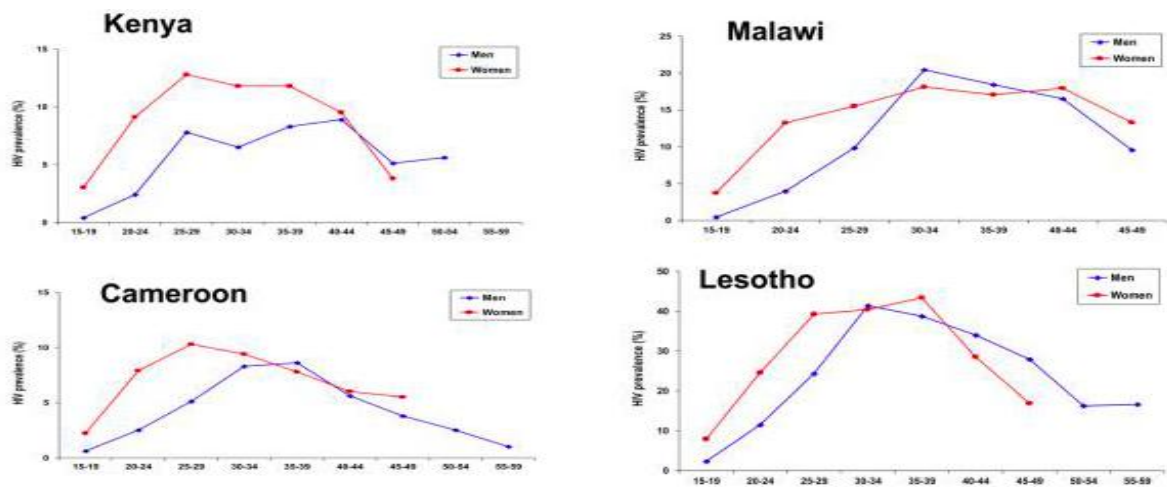 Kenya
Men
Women
HIV prevalence (%)
15
10
5
0
15-19 20-24 25-29 30-34 35-39 40-44 45-49 50-54 55-59
Malawi
Men
Women
HIV prevalence (%)
25
20
15
10
5
0
15-19 20-24 25-29 30-34 35-39 40-44 45-49
Cameroon
Men
Women
HIV prevalence (%)
15
10
5
0
15-19 20-24 25-29 30-34 35-39 40-44 45-49 50-54 55-59
Lesotho
Men
Women
HIV prevalence (%)
50
40
30
20
10
0
15-19 20-24 25-29 30-34 35-39 40-44 45-49 50-54 55-59